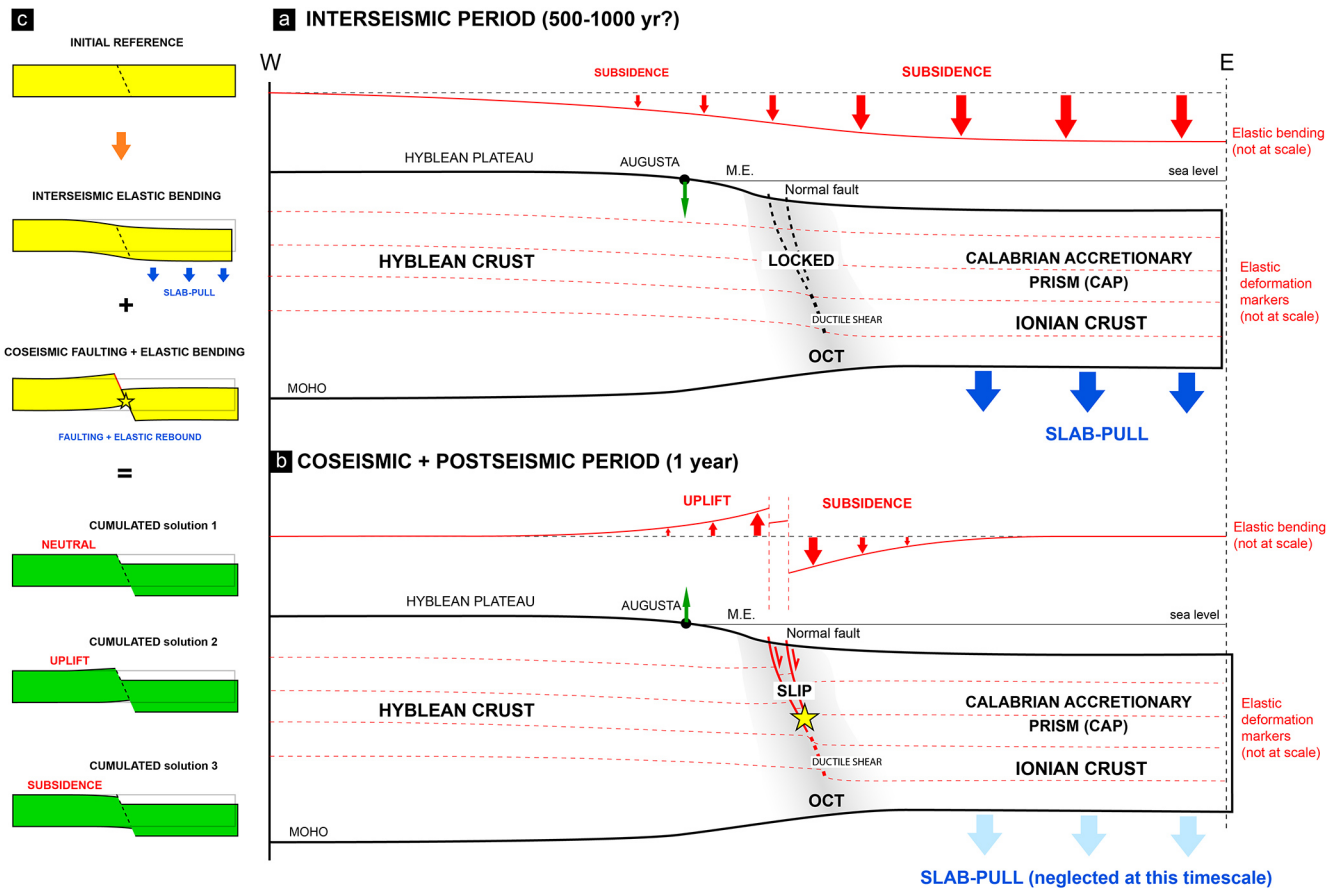 c
INITIAL REFERENCE
INTERSEISMIC ELASTIC BENDING
SLAB-PULL
+
COSEISMIC FAULTING + ELASTIC BENDING
FAULTING + ELASTIC REBOUND
=
CUMULATED solution 1
NEUTRAL
CUMULATED solution 2
UPLIFT
CUMULATED solution 3
SUBSIDENCE
a INTERSEISMIC PERIOD (500-1000 yr?)
W
E
SUBSIDENCE
SUBSIDENCE
Elastic bending
(not at scale)
HYBLEAN PLATEAU
AUGUSTA
M.E.
sea level
Normal fault
HYBLEAN CRUST
LOCKED
CALABRIAN ACCRETIONARY
PRISM (CAP)
Elastic
deformation
markers
(not at scale)
DUCTILE SHEAR
IONIAN CRUST
OCT
MOHO
SLAB-PULL
b COSEISMIC + POSTSEISMIC PERIOD (1 year)
UPLIFT
SUBSIDENCE
Elastic bending
(not at scale)
HYBLEAN PLATEAU
AUGUSTA
M.E.
sea level
Normal fault
SLIP
HYBLEAN CRUST
CALABRIAN ACCRETIONARY
PRISM (CAP)
Elastic
deformation
markers
(not at scale)
DUCTILE SHEAR
IONIAN CRUST
OCT
MOHO
SLAB-PULL (neglected at this timescale)